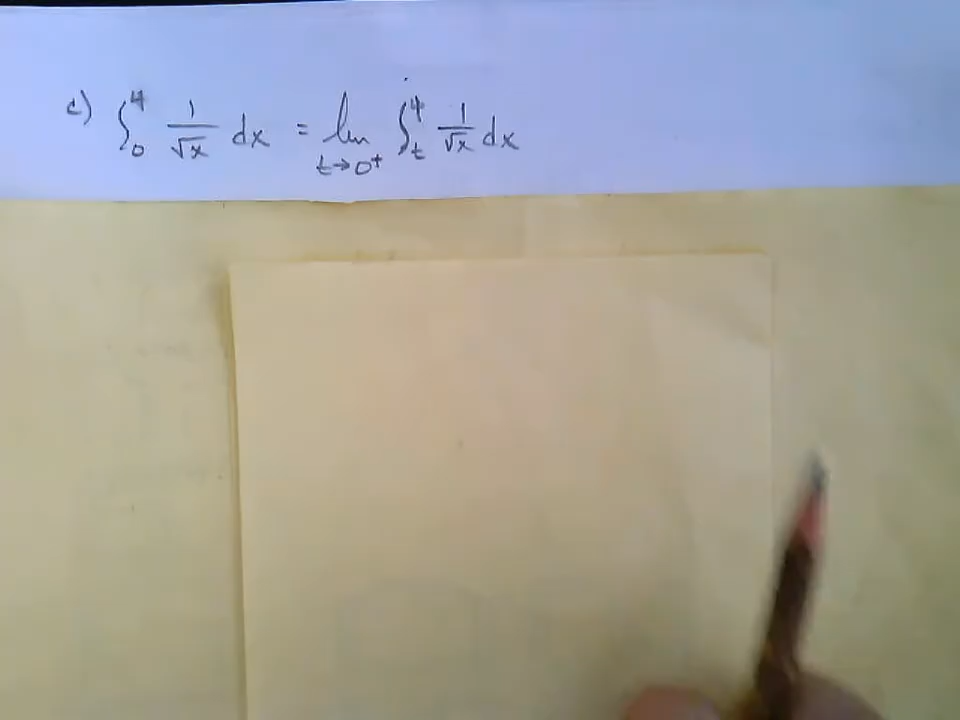 c) ∫₀⁴ 1/√x dx = lim_{t→0⁺} ∫ₜ⁴ 1/√x dx